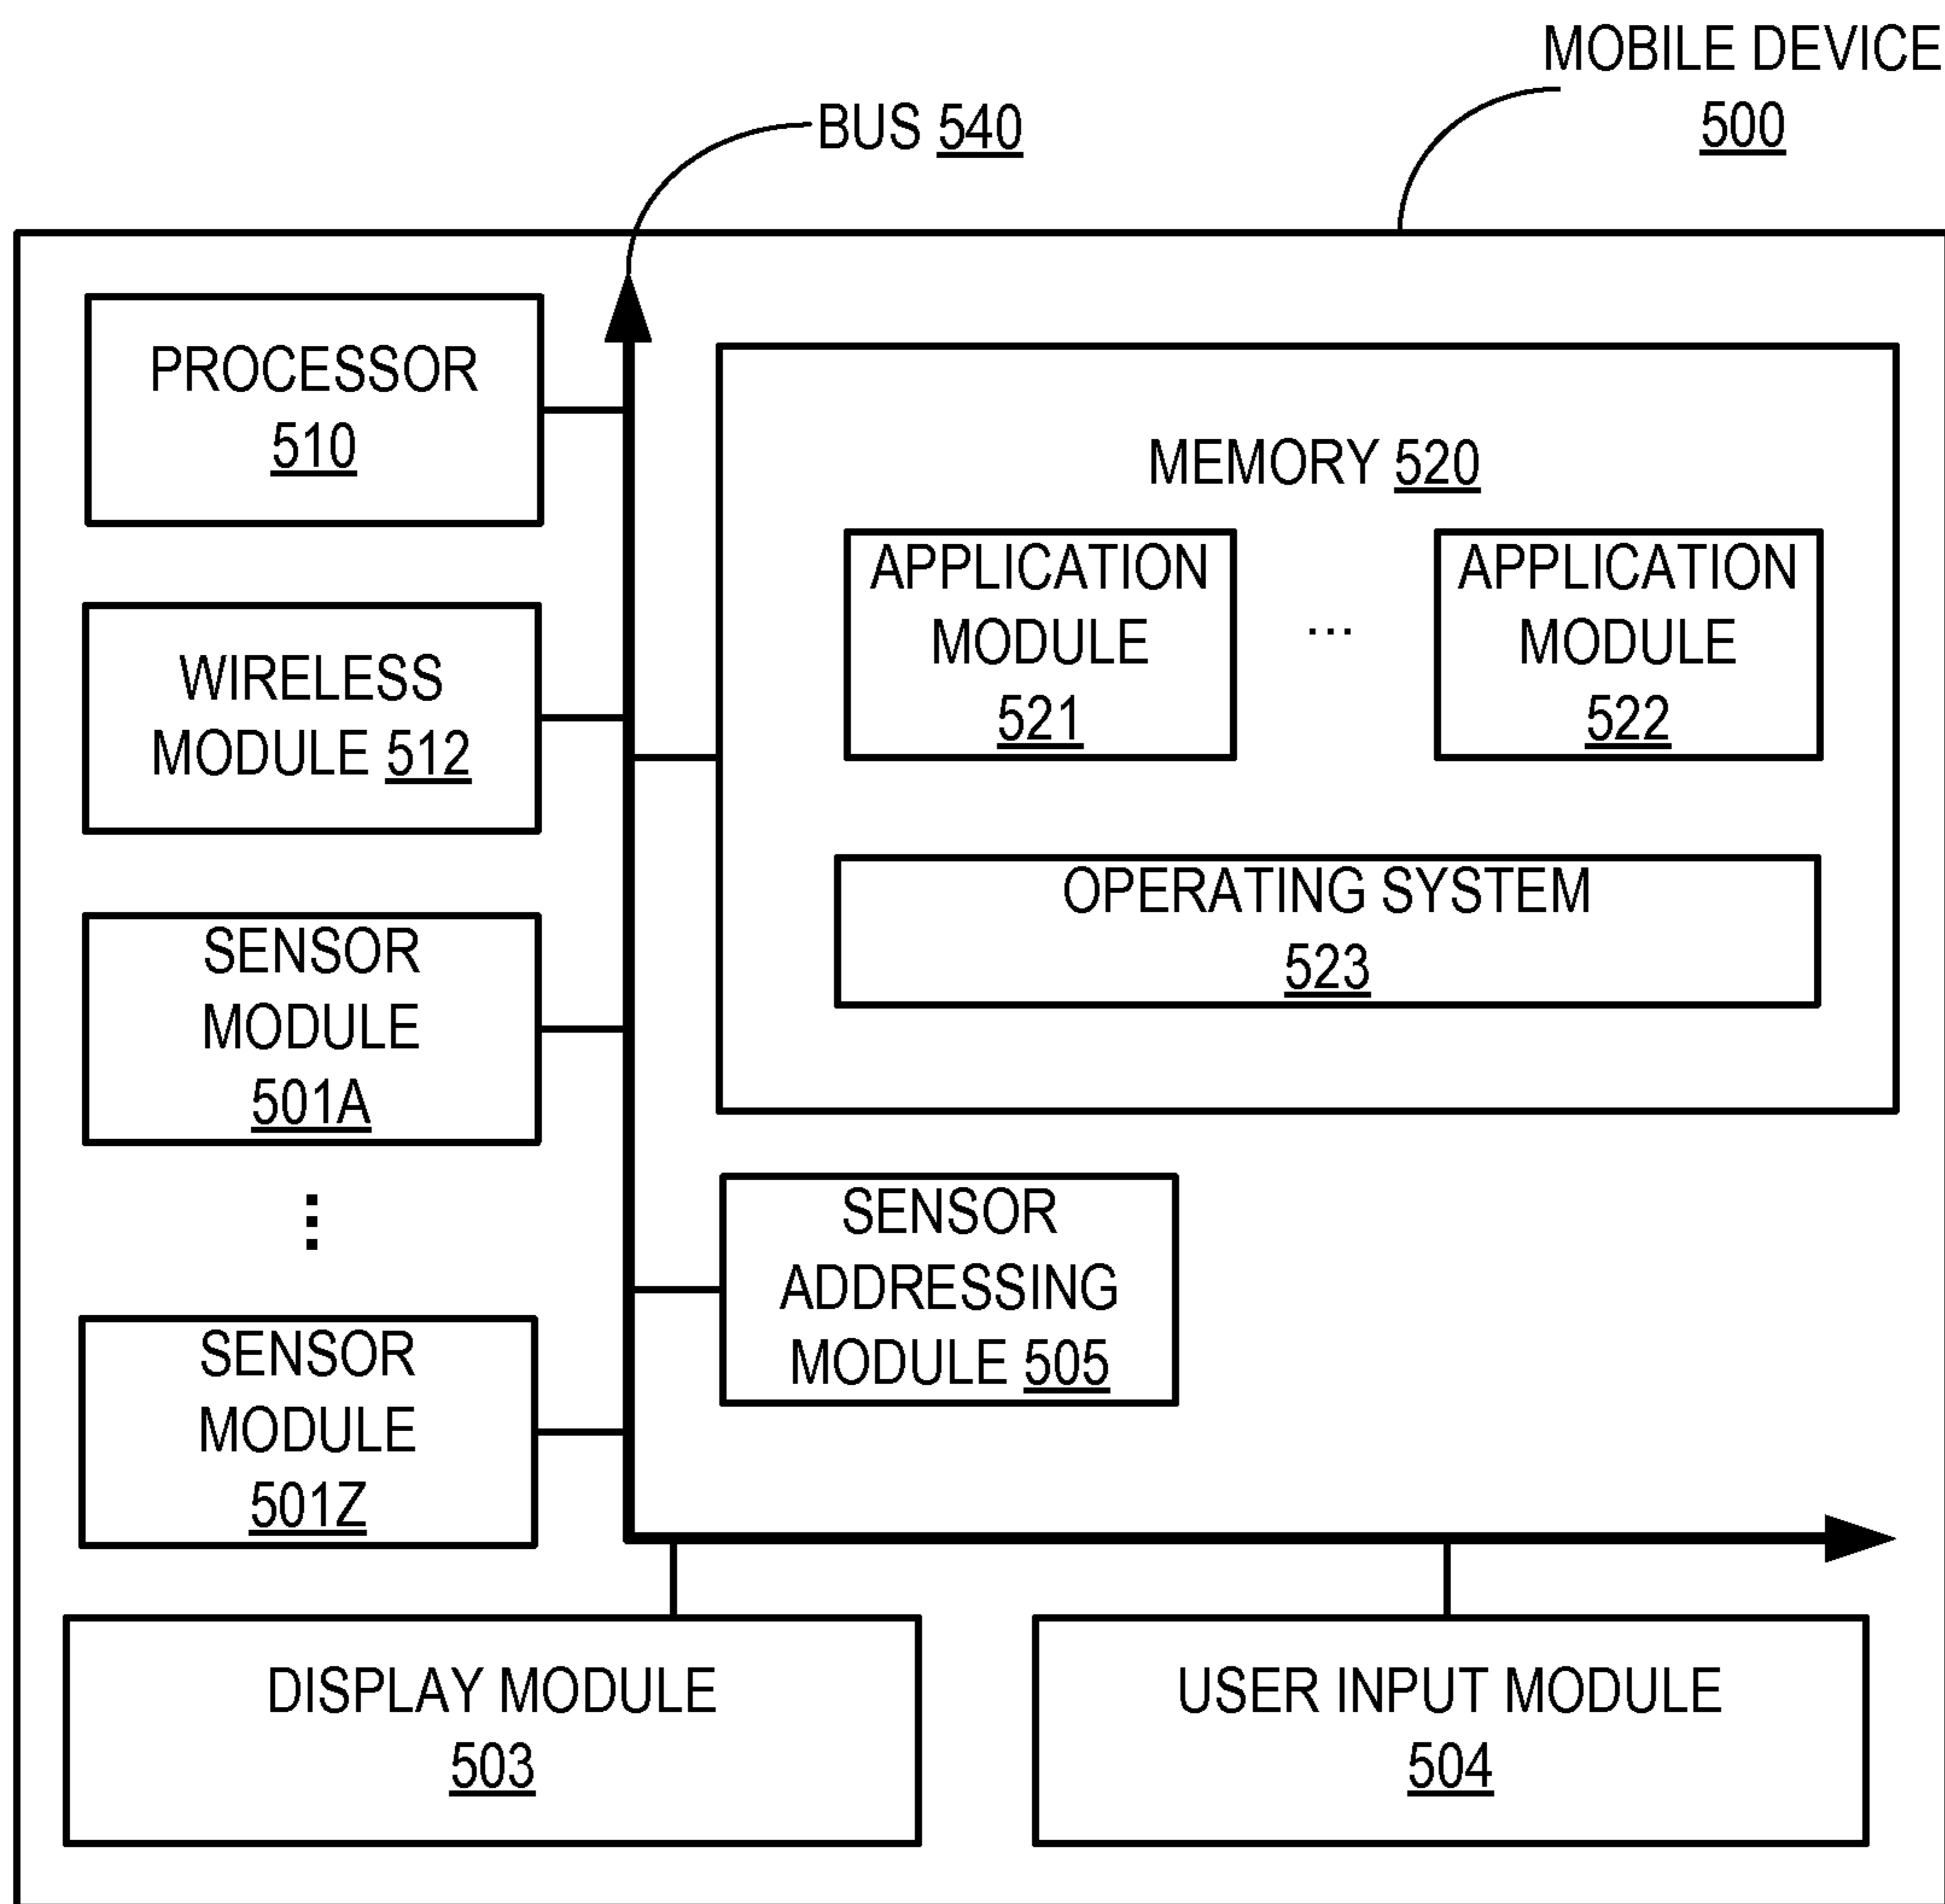 MOBILE DEVICE
500
BUS 540
PROCESSOR
510
MEMORY 520
APPLICATION
MODULE
521
...
APPLICATION
MODULE
522
WIRELESS
MODULE 512
OPERATING SYSTEM
523
SENSOR
MODULE
501A
SENSOR
ADDRESSING
MODULE 505
SENSOR
MODULE
501Z
DISPLAY MODULE
503
USER INPUT MODULE
504